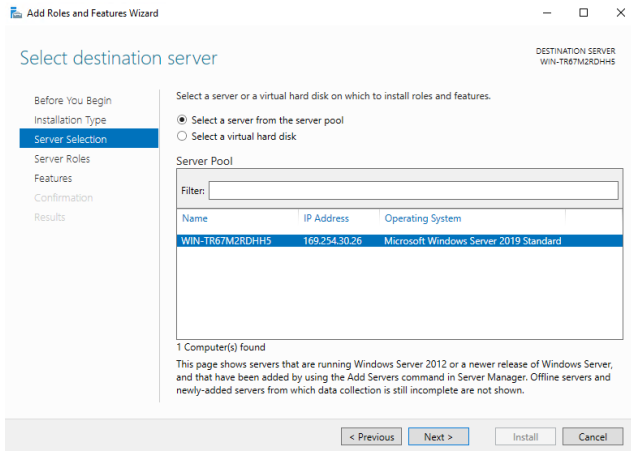 Add Roles and Features Wizard
Select destination server
DESTINATION SERVER
WIN-TR67M2RDHH5
Before You Begin
Installation Type
Server Selection
Server Roles
Features
Confirmation
Results
Select a server or a virtual hard disk on which to install roles and features.
Select a server from the server pool
Select a virtual hard disk
Server Pool
Filter:
Name IP Address Operating System
WIN-TR67M2RDHH5 169.254.30.26 Microsoft Windows Server 2019 Standard
1 Computer(s) found
This page shows servers that are running Windows Server 2012 or a newer release of Windows Server,
and that have been added by using the Add Servers command in Server Manager. Offline servers and
newly-added servers from which data collection is still incomplete are not shown.
< Previous Next > Install Cancel